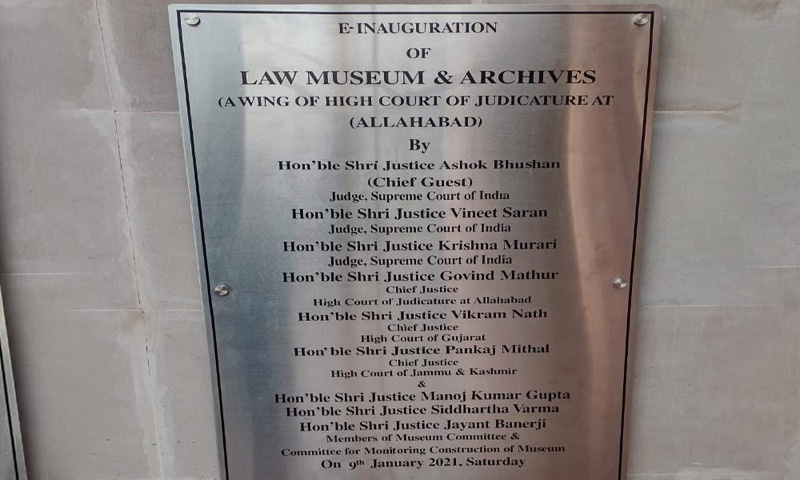 E-INAUGURATION
OF
LAW MUSEUM & ARCHIVES
(A WING OF HIGH COURT OF JUDICATURE AT
(ALLAHABAD)
By
Hon'ble Shri Justice Ashok Bhushan
(Chief Guest)
Judge, Supreme Court of India
Hon'ble Shri Justice Vineet Saran
Judge, Supreme Court of India
Hon'ble Shri Justice Krishna Murari
Judge, Supreme Court of India
Hon'ble Shri Justice Govind Mathur
Chief Justice
High Court of Judicature at Allahabad
Hon'ble Shri Justice Vikram Nath
Chief Justice
High Court of Gujarat
Hon'ble Shri Justice Pankaj Mithal
Chief Justice
High Court of Jammu & Kashmir
&
Hon'ble Shri Justice Manoj Kumar Gupta
Hon'ble Shri Justice Siddhartha Varma
Hon'ble Shri Justice Jayant Banerji
Members of Museum Committee &
Committee for Monitoring Construction of Museum
On 9th January 2021, Saturday